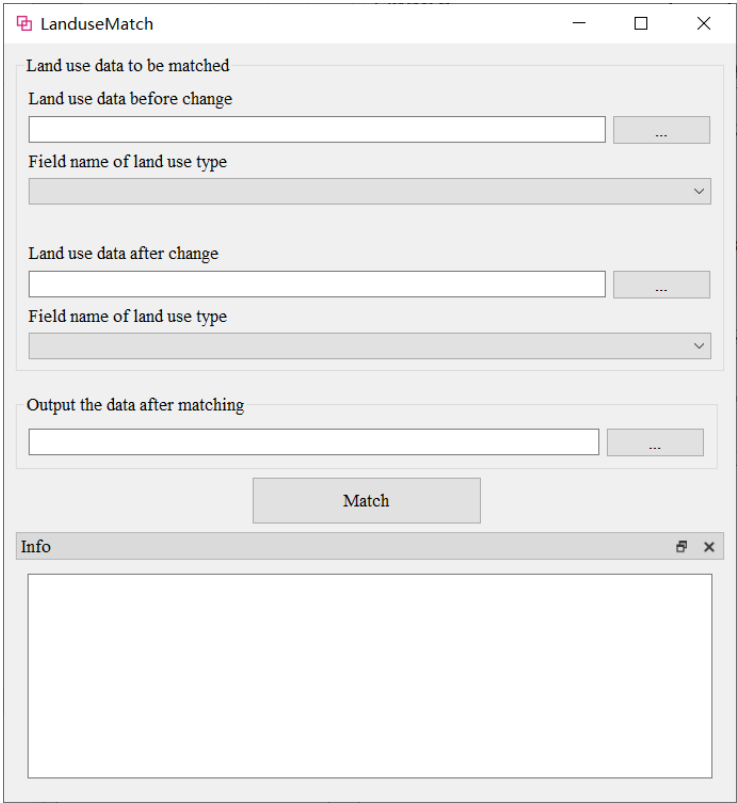 LanduseMatch
Land use data to be matched
Land use data before change
...
Field name of land use type
Land use data after change
...
Field name of land use type
Output the data after matching
...
Match
Info